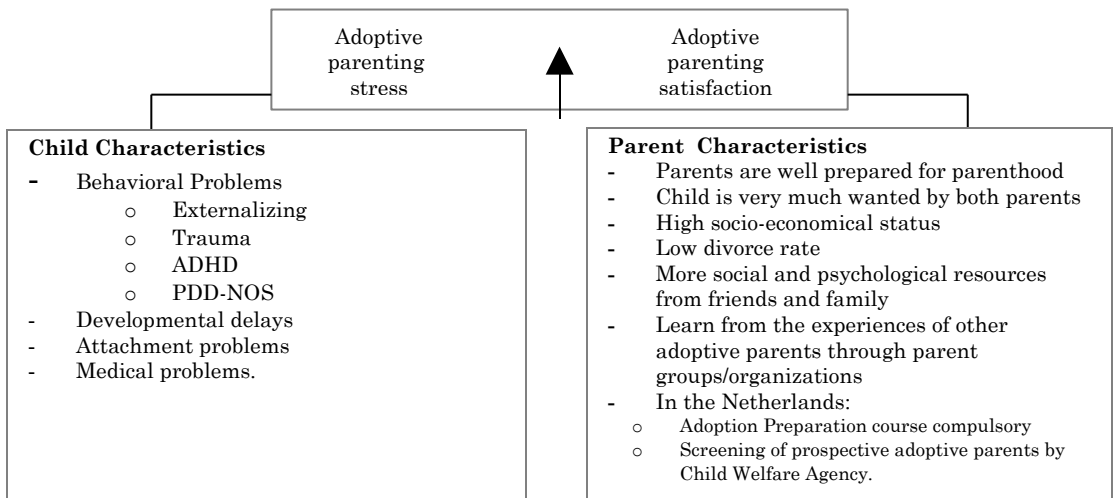 Adoptive
parenting
stress
Adoptive
parenting
satisfaction
Child Characteristics
- Behavioral Problems
o Externalizing
o Trauma
o ADHD
o PDD-NOS
- Developmental delays
- Attachment problems
- Medical problems.
Parent Characteristics
- Parents are well prepared for parenthood
- Child is very much wanted by both parents
- High socio-economical status
- Low divorce rate
- More social and psychological resources
from friends and family
- Learn from the experiences of other
adoptive parents through parent
groups/organizations
- In the Netherlands:
o Adoption Preparation course compulsory
o Screening of prospective adoptive parents by
Child Welfare Agency.